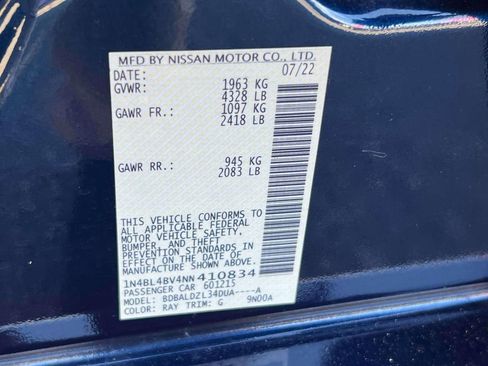 MFD BY NISSAN MOTOR CO., LTD.
DATE: 07/22
GVWR: 1963 KG
4328 LB
GAWR FR.: 1097 KG
2418 LB
GAWR RR.: 945 KG
2083 LB
THIS VEHICLE CONFORMS TO
ALL APPLICABLE FEDERAL
MOTOR VEHICLE SAFETY,
BUMPER, AND THEFT
PREVENTION STANDARDS IN
EFFECT ON THE DATE OF
MANUFACTURE SHOWN ABOVE.
1N4BL4BV4NN410834
PASSENGER CAR 601215
MODEL: BDBALDZL34DUA----A
COLOR: RAY TRIM: G 9N00A